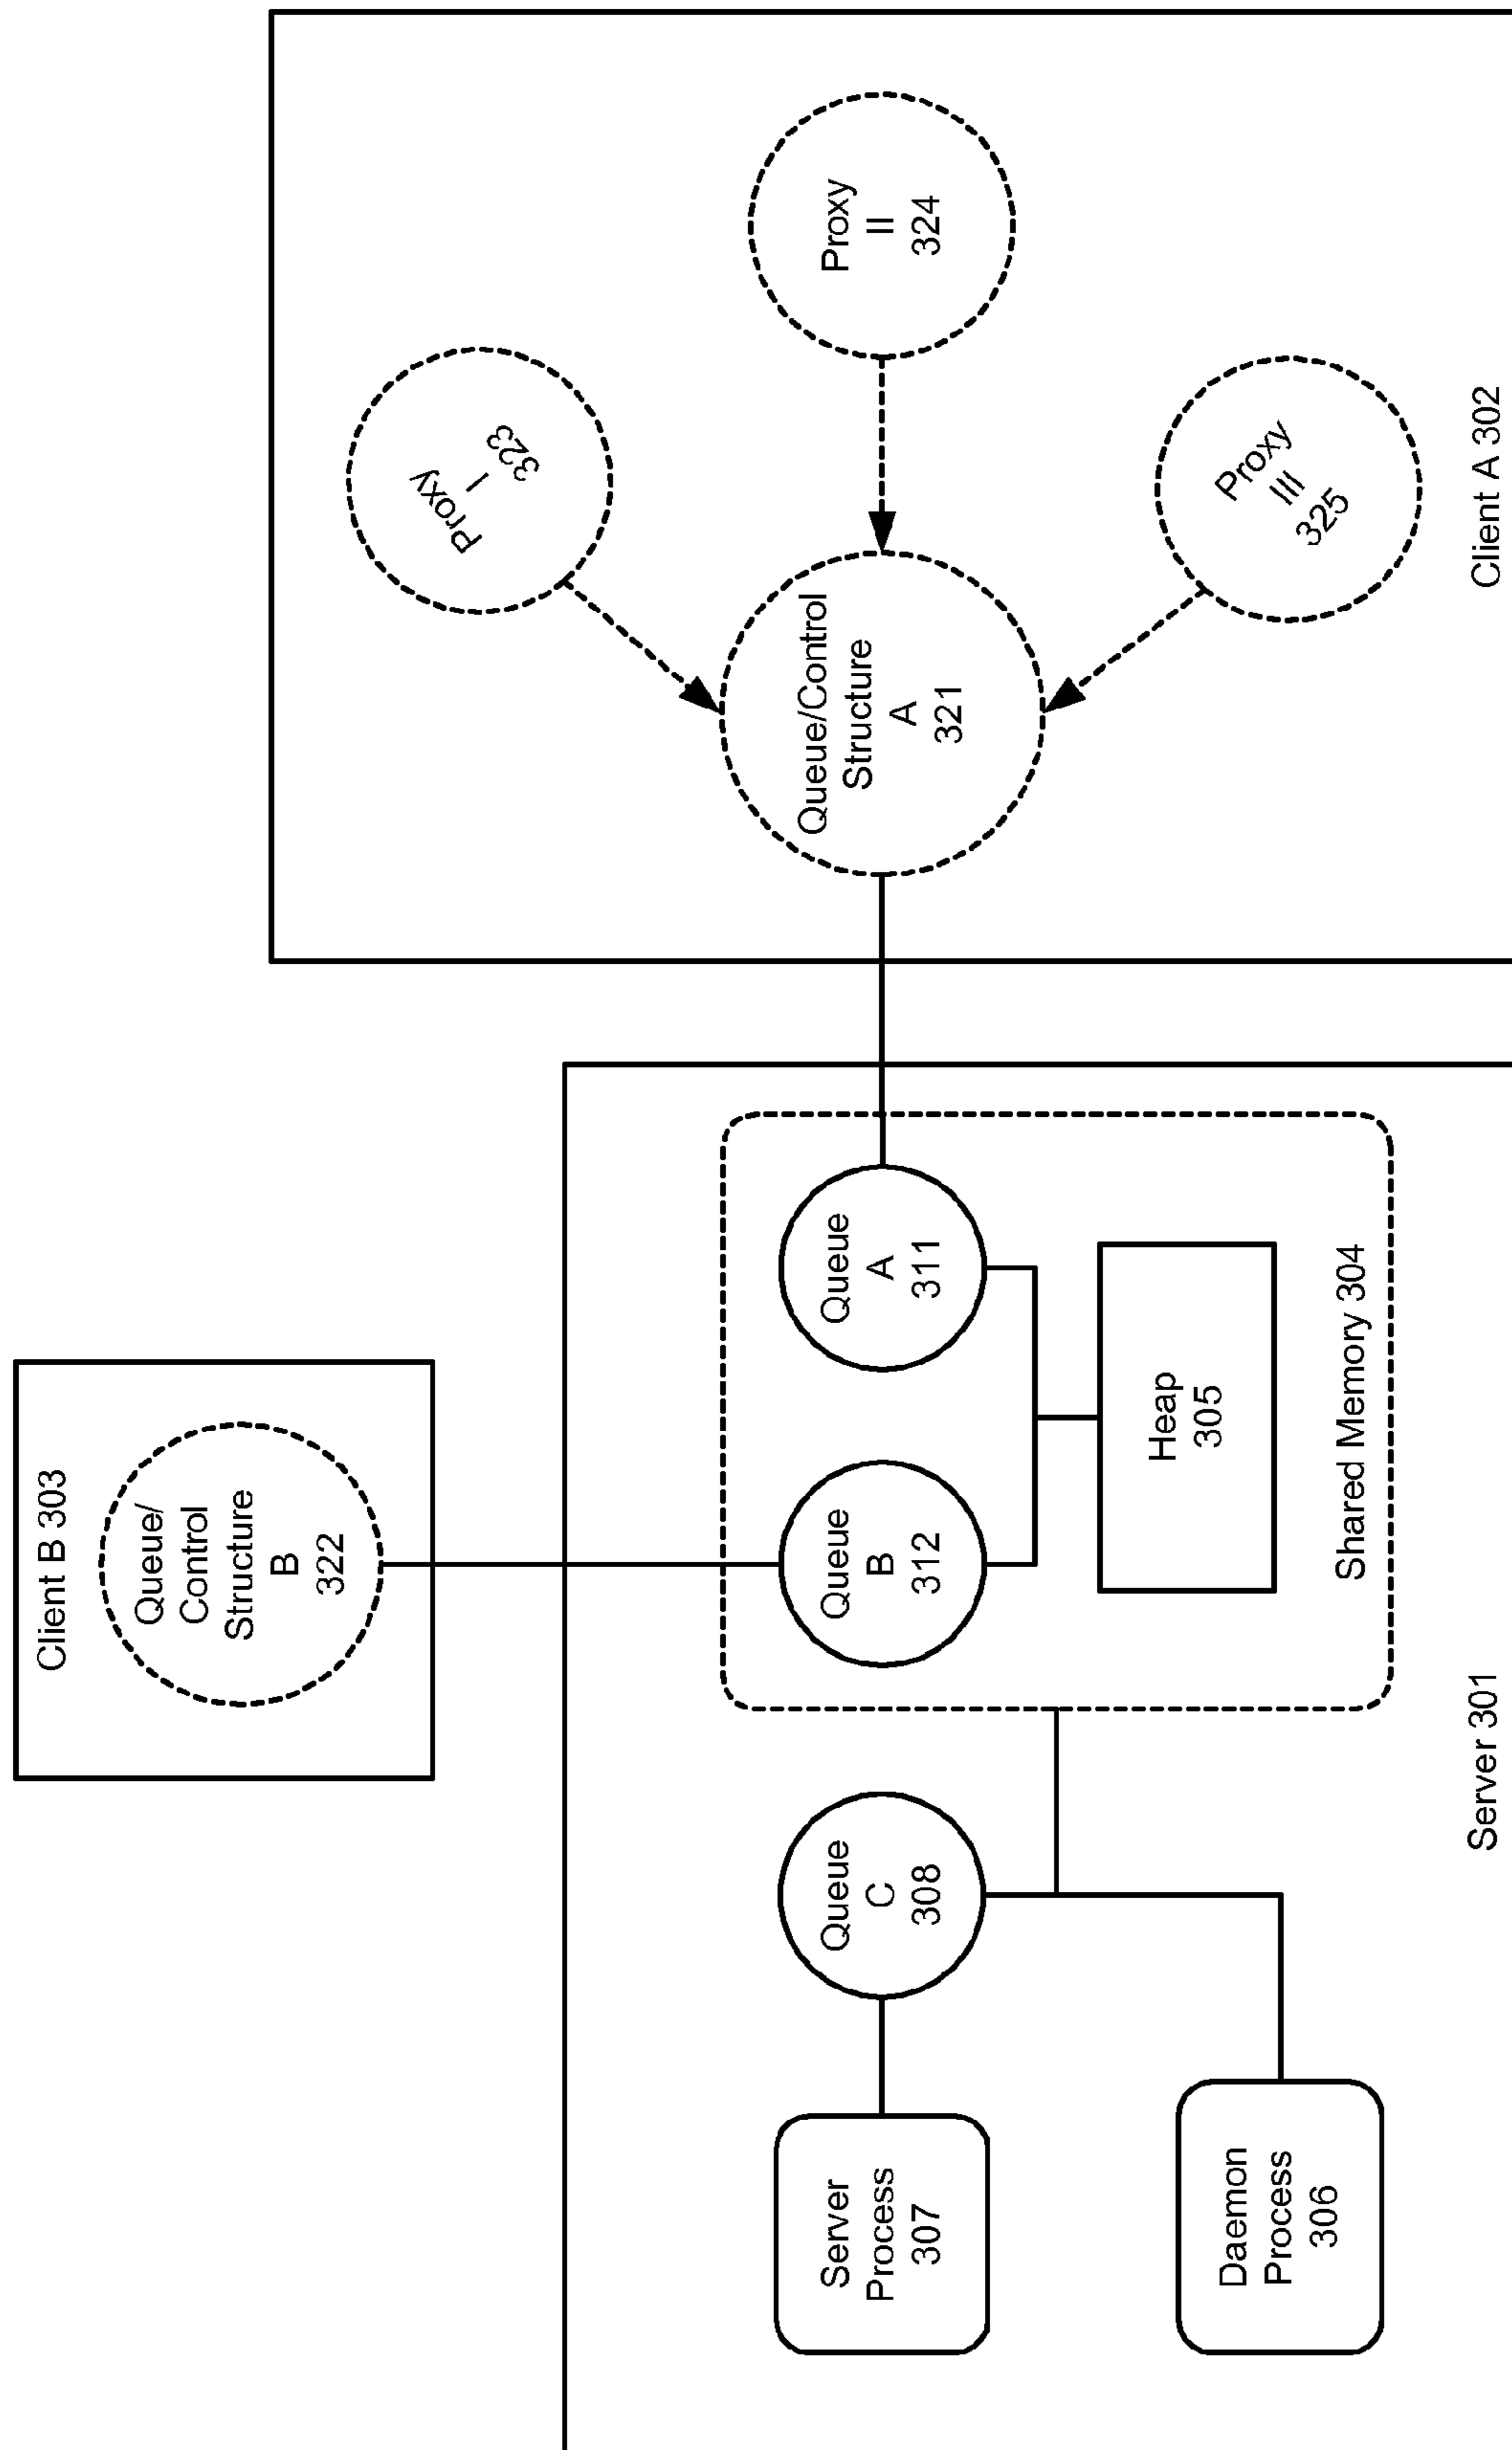 Client B 303
Queue/
Control
Structure
B
322
Server
Process
307
Queue
C
308
Queue
B
312
Queue
A
311
Heap
305
Shared Memory 304
Daemon
Process
306
Server 301
Queue/Control
Structure
A
321
Proxy
I
323
Proxy
II
324
Proxy
III
325
Client A 302